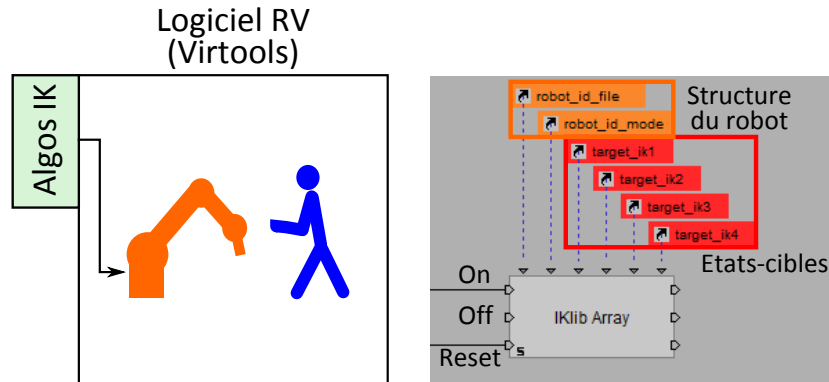 Logiciel RV
(Virtools)
Algos IK
robot_id_file
robot_id_mode
Structure
du robot
target_ik1
target_ik2
target_ik3
target_ik4
Etats-cibles
On
Off
IKlib Array
Reset
s